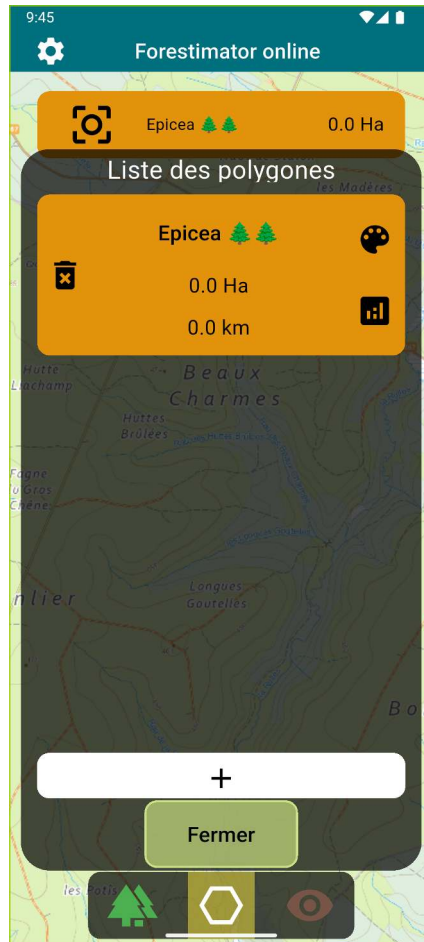 9:45
Forestimator online
Epicea 🌲🌲 0.0 Ha
Liste des polygones
les Madères
Epicea 🌲🌲
0.0 Ha
0.0 km
Hutte
Liachamp
Beaux
Charmes
Huttes
Brûlées
Fagne
du Gros
Chêne
Longues
Goutelles
nlier
Bo
+
Fermer
les Potis